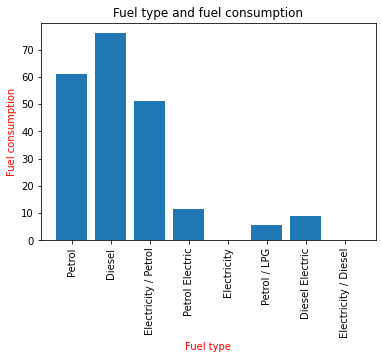 Fuel type and fuel consumption
Fuel consumption
70
60
50
40
30
20
10
0
Petrol
Diesel
Electricity / Petrol
Petrol Electric
Electricity
Petrol / LPG
Diesel Electric
Electricity / Diesel
Fuel type